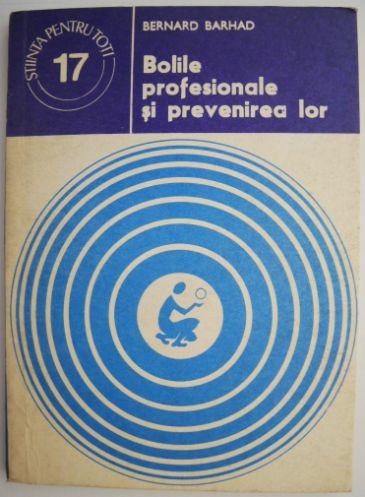 ȘTIINȚA PENTRU TOȚI
17
BERNARD BARHAD
Bolile
profesionale
și prevenirea lor